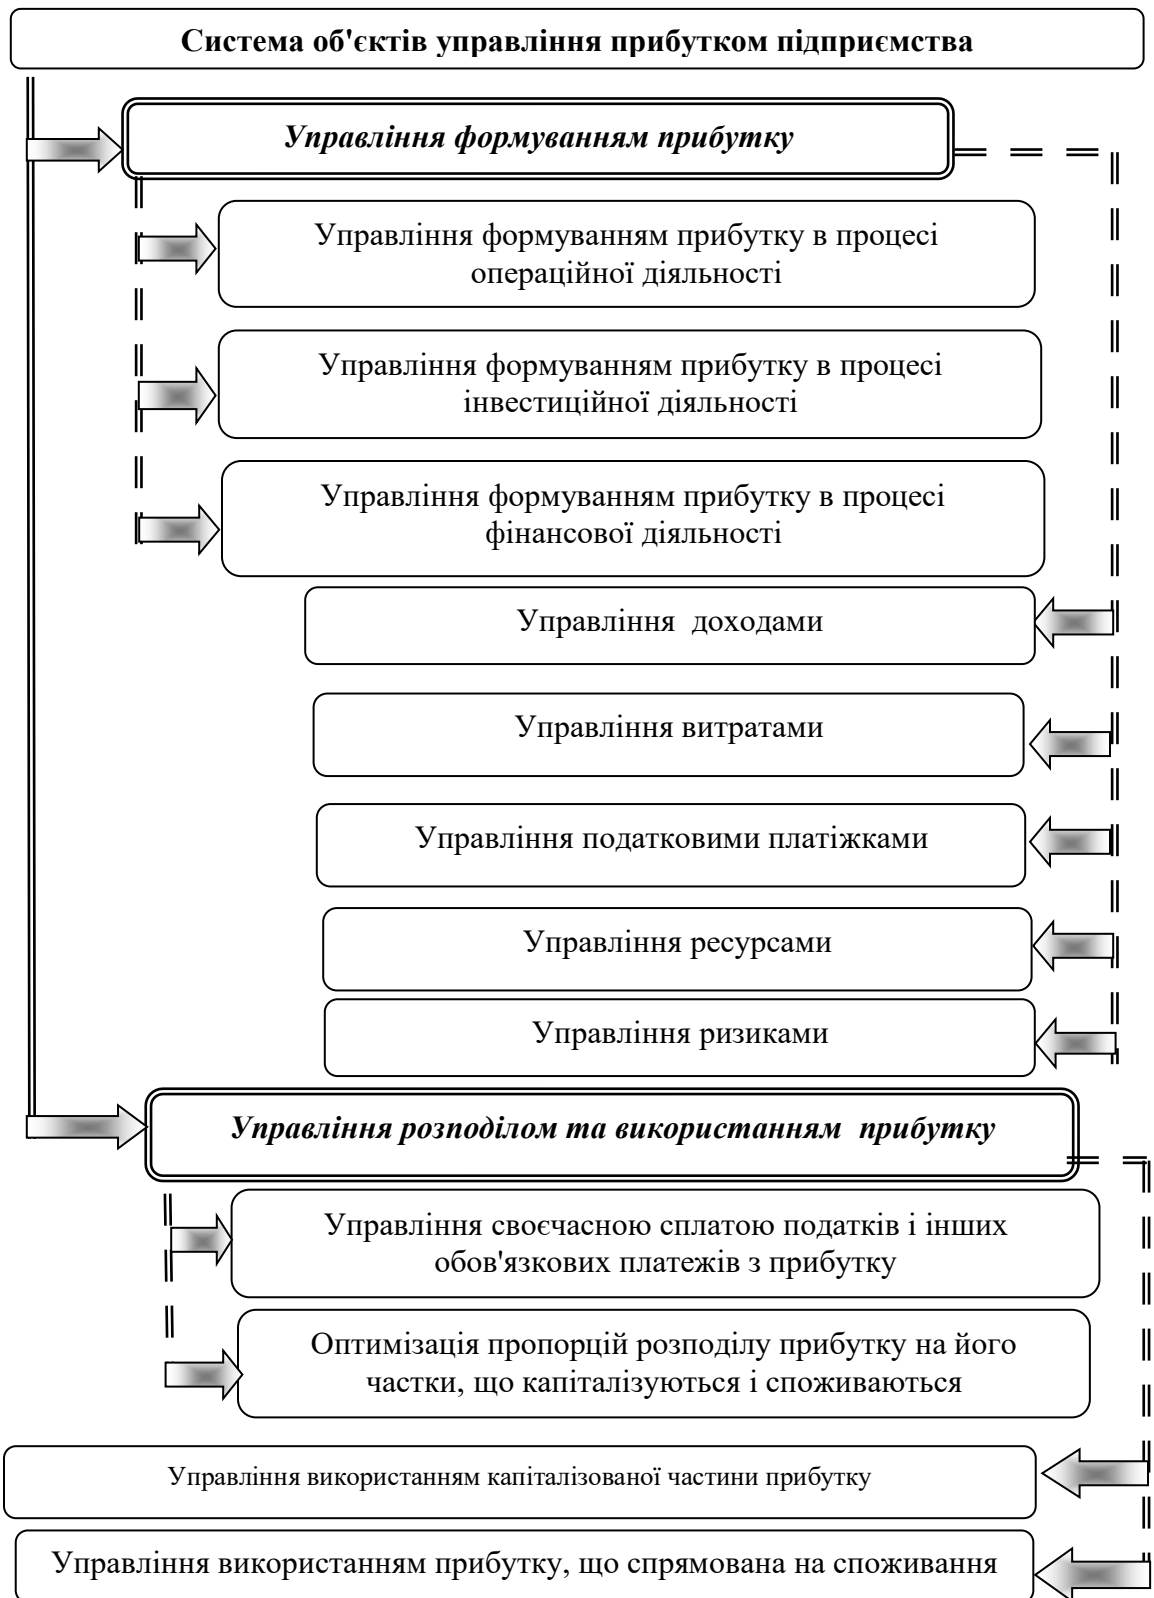 Система об'єктів управління прибутком підприємства
Управління формуванням прибутку
Управління формуванням прибутку в процесі
операційної діяльності
Управління формуванням прибутку в процесі
інвестиційної діяльності
Управління формуванням прибутку в процесі
фінансової діяльності
Управління доходами
Управління витратами
Управління податковими платіжками
Управління ресурсами
Управління ризиками
Управління розподілом та використанням прибутку
Управління своєчасною сплатою податків і інших
обов'язкових платежів з прибутку
Оптимізація пропорцій розподілу прибутку на його
частки, що капіталізуються і споживаються
Управління використанням капіталізованої частини прибутку
Управління використанням прибутку, що спрямована на споживання